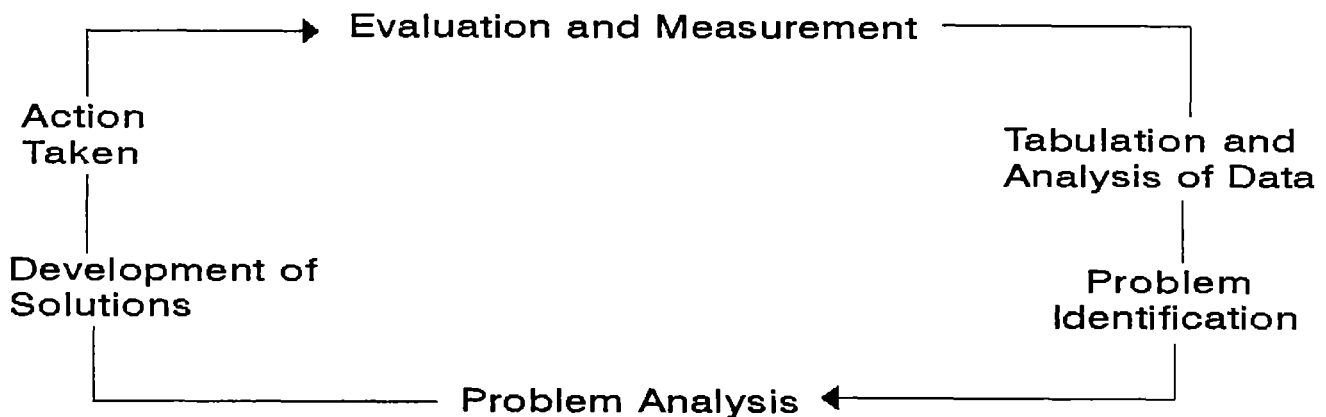 Evaluation and Measurement
Action
Taken
Tabulation and
Analysis of Data
Development of
Solutions
Problem
Identification
Problem Analysis